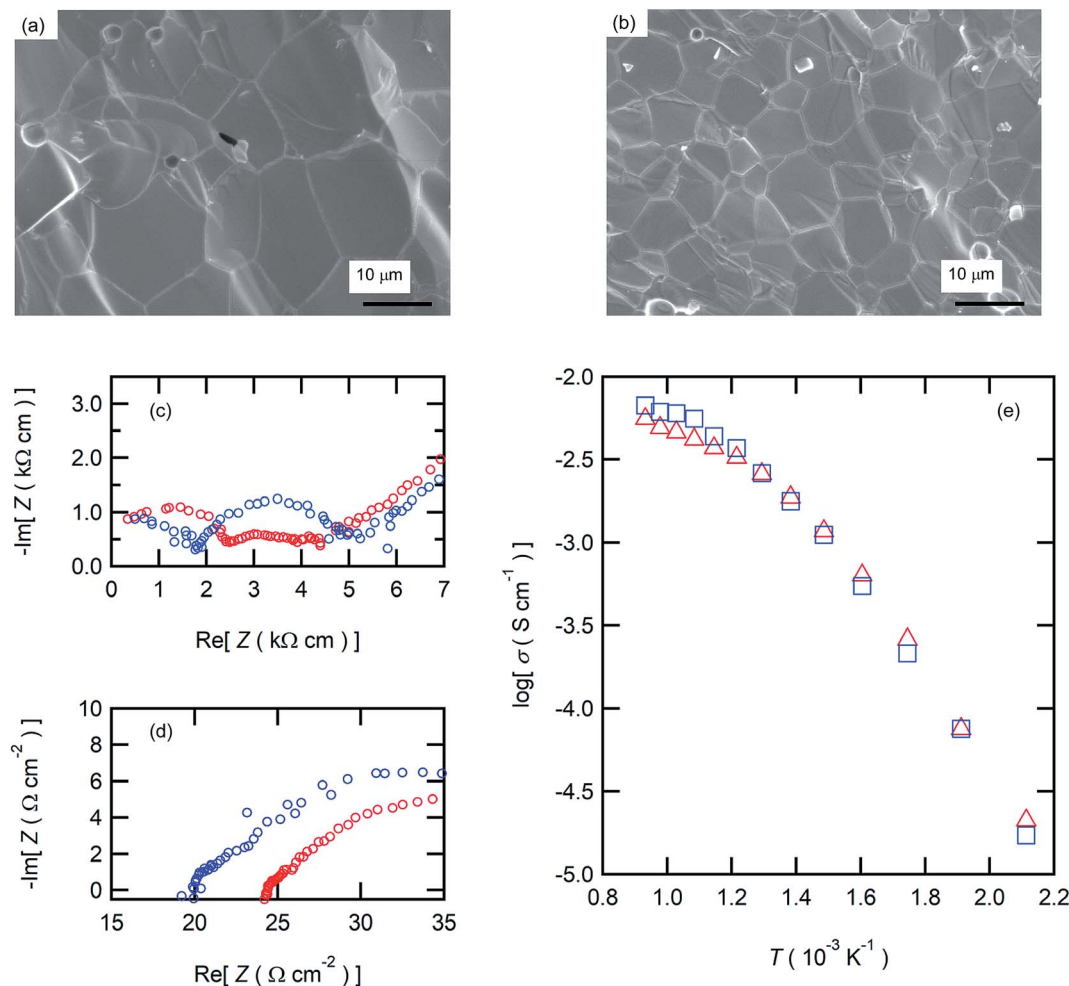 (a)
10 μm
(b)
10 μm
(c)
3.0
2.0
1.0
0.0
0 1 2 3 4 5 6 7
-Im[ Z ( kΩ cm ) ]
Re[ Z ( kΩ cm ) ]
(d)
10
8
6
4
2
0
15 20 25 30 35
-Im[ Z ( Ω cm⁻² ) ]
Re[ Z ( Ω cm⁻² ) ]
(e)
-2.0
-2.5
-3.0
-3.5
-4.0
-4.5
-5.0
0.8 1.0 1.2 1.4 1.6 1.8 2.0 2.2
log[ σ ( S cm⁻¹ ) ]
T ( 10⁻³ K⁻¹ )